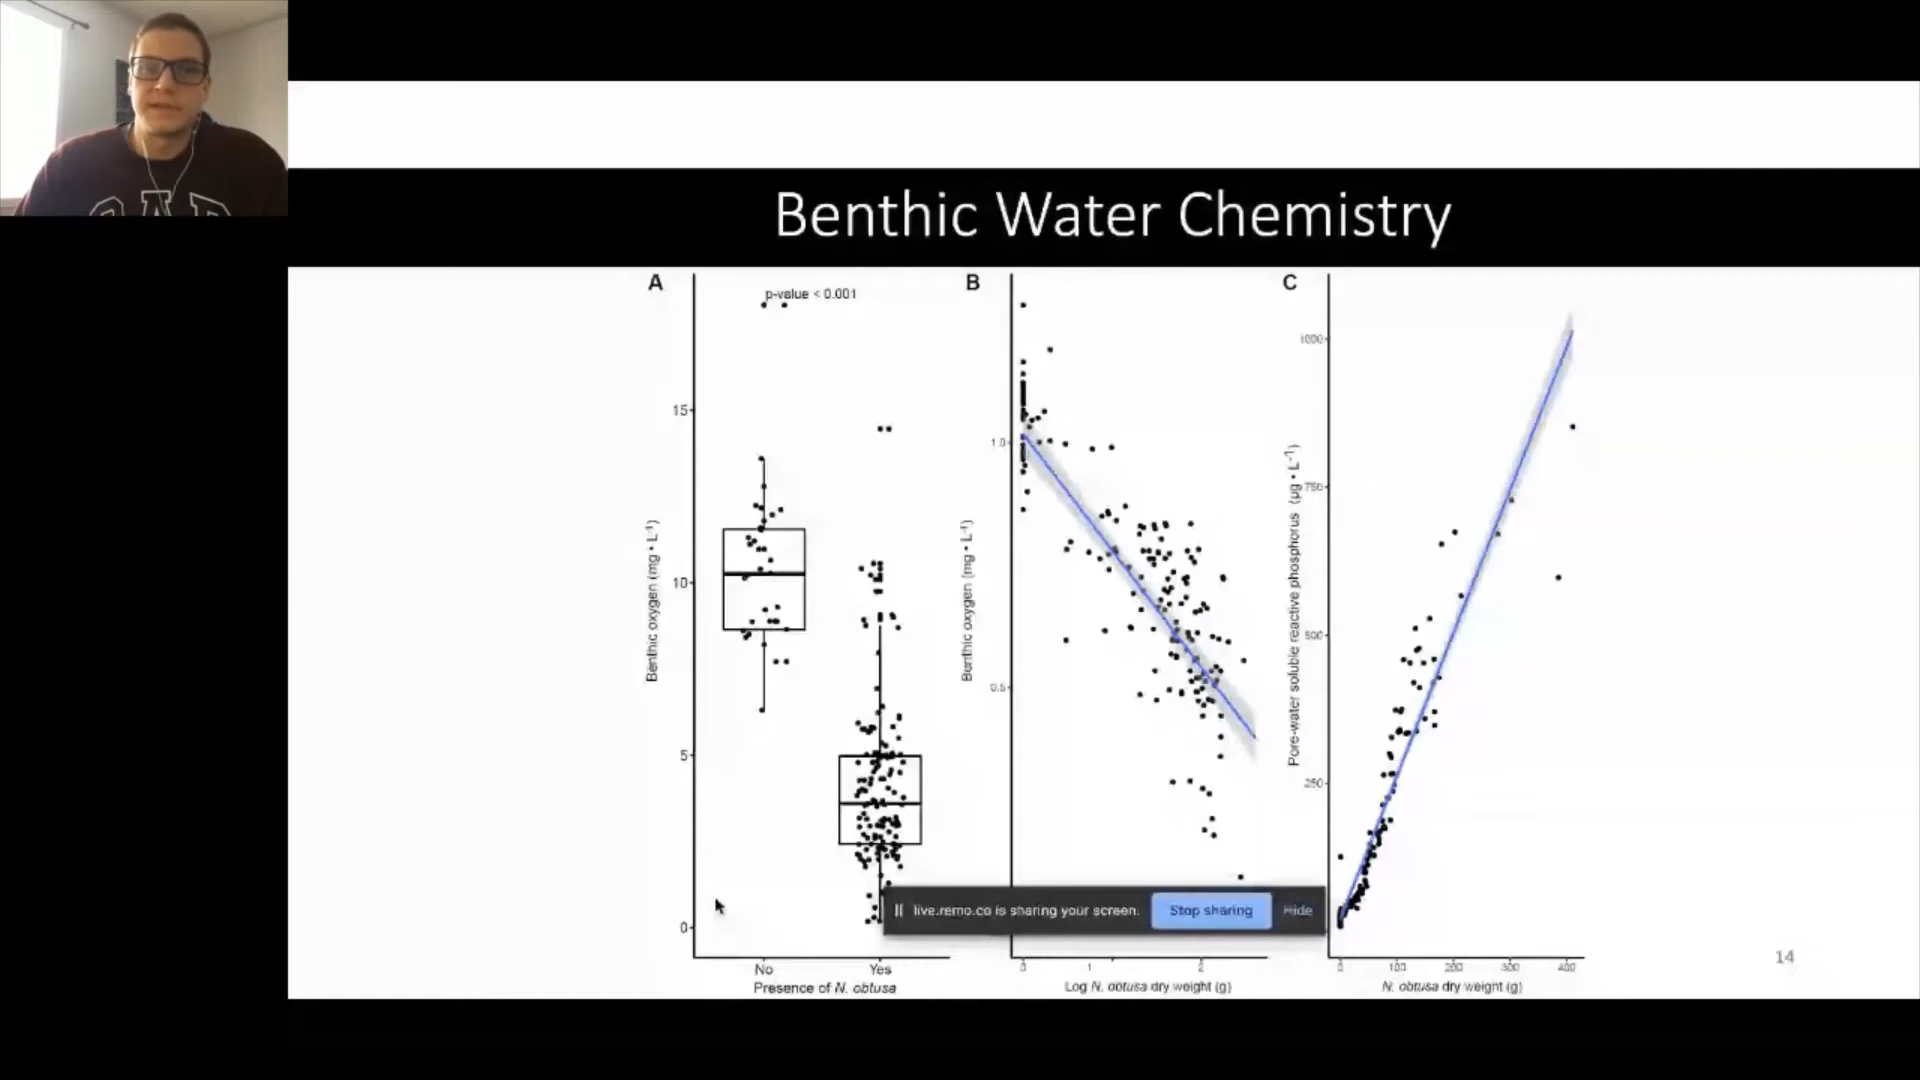 GAP
Benthic Water Chemistry
A
p-value < 0.001
15
10
5
0
Benthic oxygen (mg • L⁻¹)
No
Yes
Presence of N. obtusa
B
1.0
0.5
Benthic oxygen (mg • L⁻¹)
0
1
2
Log N. obtusa dry weight (g)
C
1000
750
500
250
Pore-water soluble reactive phosphorus (µg • L⁻¹)
0
100
200
300
400
N. obtusa dry weight (g)
live.remo.co is sharing your screen.
Stop sharing
Hide
14